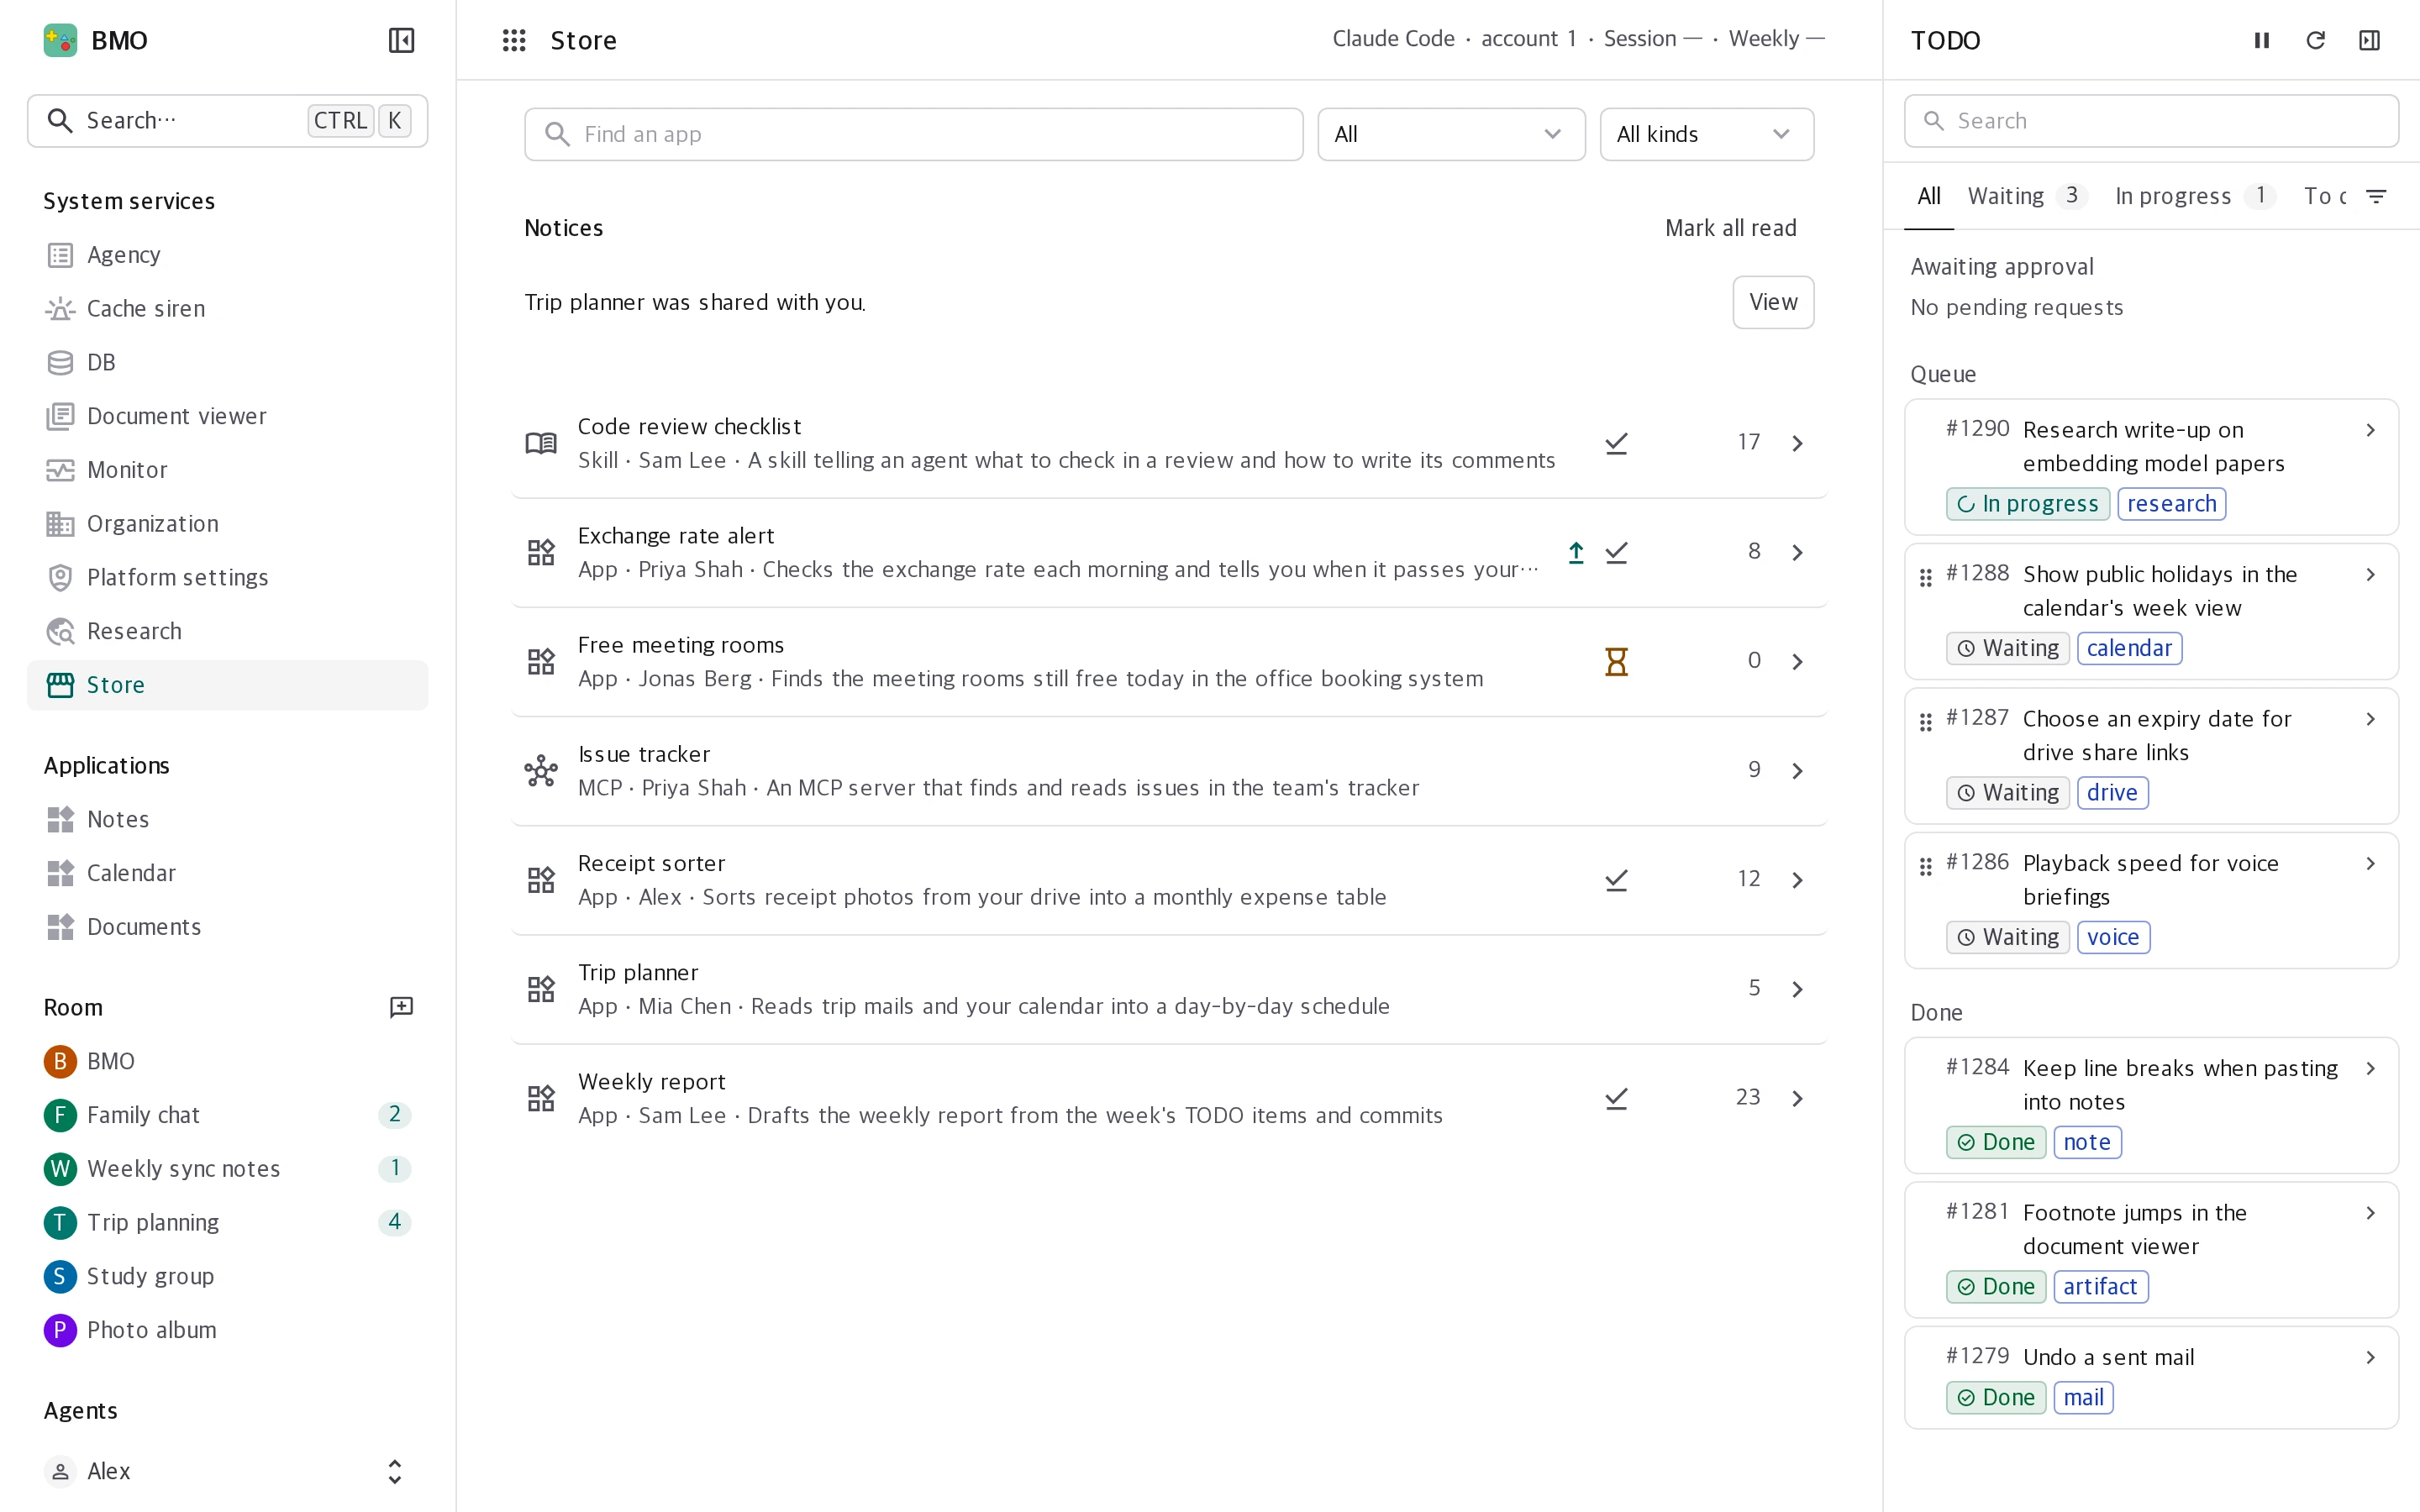 BMO
Search…
CTRL K
System services
Agency
Cache siren
DB
Document viewer
Monitor
Organization
Platform settings
Research
Store
Applications
Notes
Calendar
Documents
Room
B BMO
F Family chat 2
W Weekly sync notes 1
T Trip planning 4
S Study group
P Photo album
Agents
Alex
Store
Claude Code · account 1 · Session — · Weekly —
Find an app
All
All kinds
Notices
Mark all read
Trip planner was shared with you.
View
Code review checklist
Skill · Sam Lee · A skill telling an agent what to check in a review and how to write its comments
17
Exchange rate alert
App · Priya Shah · Checks the exchange rate each morning and tells you when it passes your…
8
Free meeting rooms
App · Jonas Berg · Finds the meeting rooms still free today in the office booking system
0
Issue tracker
MCP · Priya Shah · An MCP server that finds and reads issues in the team's tracker
9
Receipt sorter
App · Alex · Sorts receipt photos from your drive into a monthly expense table
12
Trip planner
App · Mia Chen · Reads trip mails and your calendar into a day-by-day schedule
5
Weekly report
App · Sam Lee · Drafts the weekly report from the week's TODO items and commits
23
TODO
Search
All
Waiting 3
In progress 1
To
Awaiting approval
No pending requests
Queue
#1290 Research write-up on
embedding model papers
In progress research
#1288 Show public holidays in the
calendar's week view
Waiting calendar
#1287 Choose an expiry date for
drive share links
Waiting drive
#1286 Playback speed for voice
briefings
Waiting voice
Done
#1284 Keep line breaks when pasting
into notes
Done note
#1281 Footnote jumps in the
document viewer
Done artifact
#1279 Undo a sent mail
Done mail